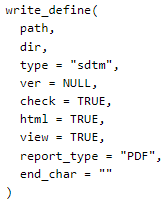 write_define(
  path,
  dir,
  type = "sdtm",
  ver = NULL,
  check = TRUE,
  html = TRUE,
  view = TRUE,
  report_type = "PDF",
  end_char = ""
)